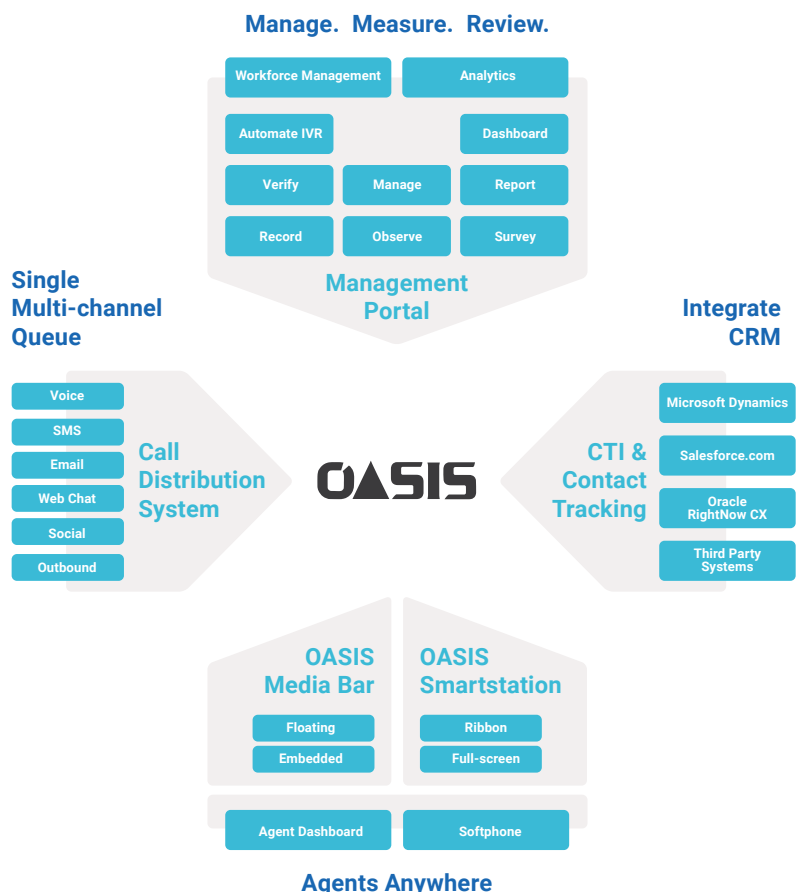 Manage. Measure. Review.
Workforce Management
Analytics
Automate IVR
Dashboard
Verify
Manage
Report
Record
Observe
Survey
Management
Portal
Single
Multi-channel
Queue
Voice
SMS
Email
Web Chat
Social
Outbound
Call
Distribution
System
OASIS
Integrate
CRM
CTI &
Contact
Tracking
Microsoft Dynamics
Salesforce.com
Oracle
RightNow CX
Third Party
Systems
OASIS
Media Bar
Floating
Embedded
OASIS
Smartstation
Ribbon
Full-screen
Agent Dashboard
Softphone
Agents Anywhere